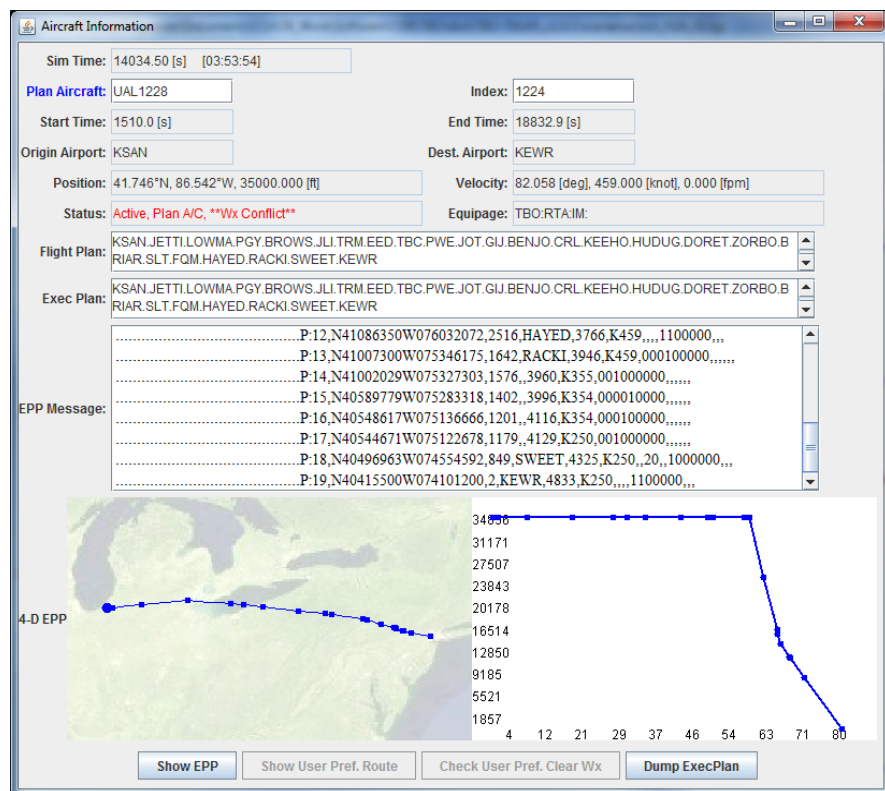 Aircraft Information
Sim Time: 14034.50 [s] [03:53:54]
Plan Aircraft: UAL1228 Index: 1224
Start Time: 1510.0 [s] End Time: 18832.9 [s]
Origin Airport: KSAN Dest. Airport: KEWR
Position: 41.746°N, 86.542°W, 35000.000 [ft] Velocity: 82.058 [deg], 459.000 [knot], 0.000 [fpm]
Status: Active, Plan A/C, **Wx Conflict** Equipage: TBO:RTA:IM:
Flight Plan: KSAN.JETTI.LOWMA.PGY.BROWS.JLI.TRM.EED.TBC.PWE.JOT.GIJ.BENJO.CRL.KEEHO.HUDUG.DORET.ZORBO.B
RIAR.SLT.FQM.HAYED.RACKI.SWEET.KEWR
Exec Plan: KSAN.JETTI.LOWMA.PGY.BROWS.JLI.TRM.EED.TBC.PWE.JOT.GIJ.BENJO.CRL.KEEHO.HUDUG.DORET.ZORBO.B
RIAR.SLT.FQM.HAYED.RACKI.SWEET.KEWR
EPP Message:
..............................................P:12,N41086350W076032072,2516,HAYED,3766,K459,,,,1100000,,,
..............................................P:13,N41007300W075346175,1642,RACKI,3946,K459,000100000,,,,,,
..............................................P:14,N41002029W075327303,1576,,3960,K355,001000000,,,,,,
..............................................P:15,N40589779W075283318,1402,,3996,K354,000010000,,,,,,
..............................................P:16,N40548617W075136666,1201,,4116,K354,000100000,,,,,,
..............................................P:17,N40544671W075122678,1179,,4129,K250,001000000,,,,,,
..............................................P:18,N40496963W074554592,849,SWEET,4325,K250,,20,,1000000,,,
..............................................P:19,N40415500W074101200,2,KEWR,4833,K250,,,,1100000,,,
4-D EPP
34836
31171
27507
23843
20178
16514
12850
9185
5521
1857
4 12 21 29 37 46 54 63 71 80
Show EPP Show User Pref. Route Check User Pref. Clear Wx Dump ExecPlan